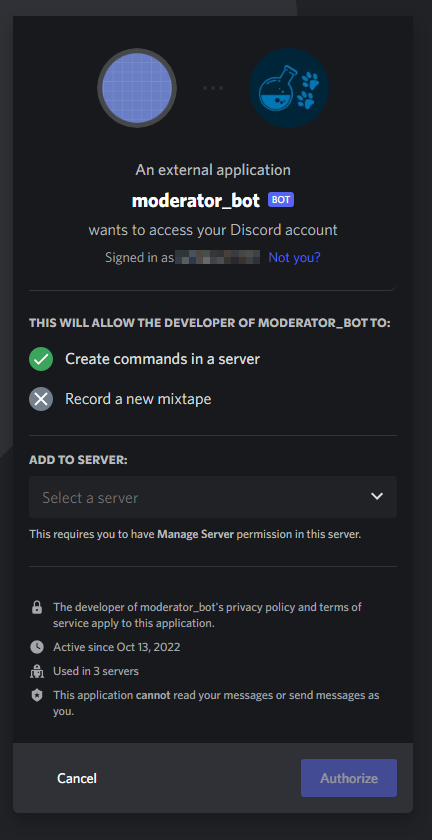 An external application
moderator_bot BOT
wants to access your Discord account
Signed in as Not you?
THIS WILL ALLOW THE DEVELOPER OF MODERATOR_BOT TO:
Create commands in a server
Record a new mixtape
ADD TO SERVER:
Select a server
This requires you to have Manage Server permission in this server.
The developer of moderator_bot's privacy policy and terms of
service apply to this application.
Active since Oct 13, 2022
Used in 3 servers
This application cannot read your messages or send messages as
you.
Cancel Authorize